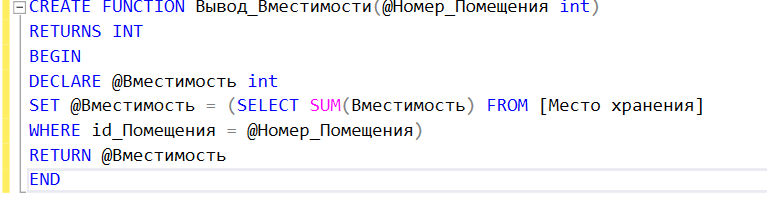 CREATE FUNCTION Вывод_Вместимости(@Номер_Помещения int)
RETURNS INT
BEGIN
DECLARE @Вместимость int
SET @Вместимость = (SELECT SUM(Вместимость) FROM [Место хранения]
WHERE id_Помещения = @Номер_Помещения)
RETURN @Вместимость
END